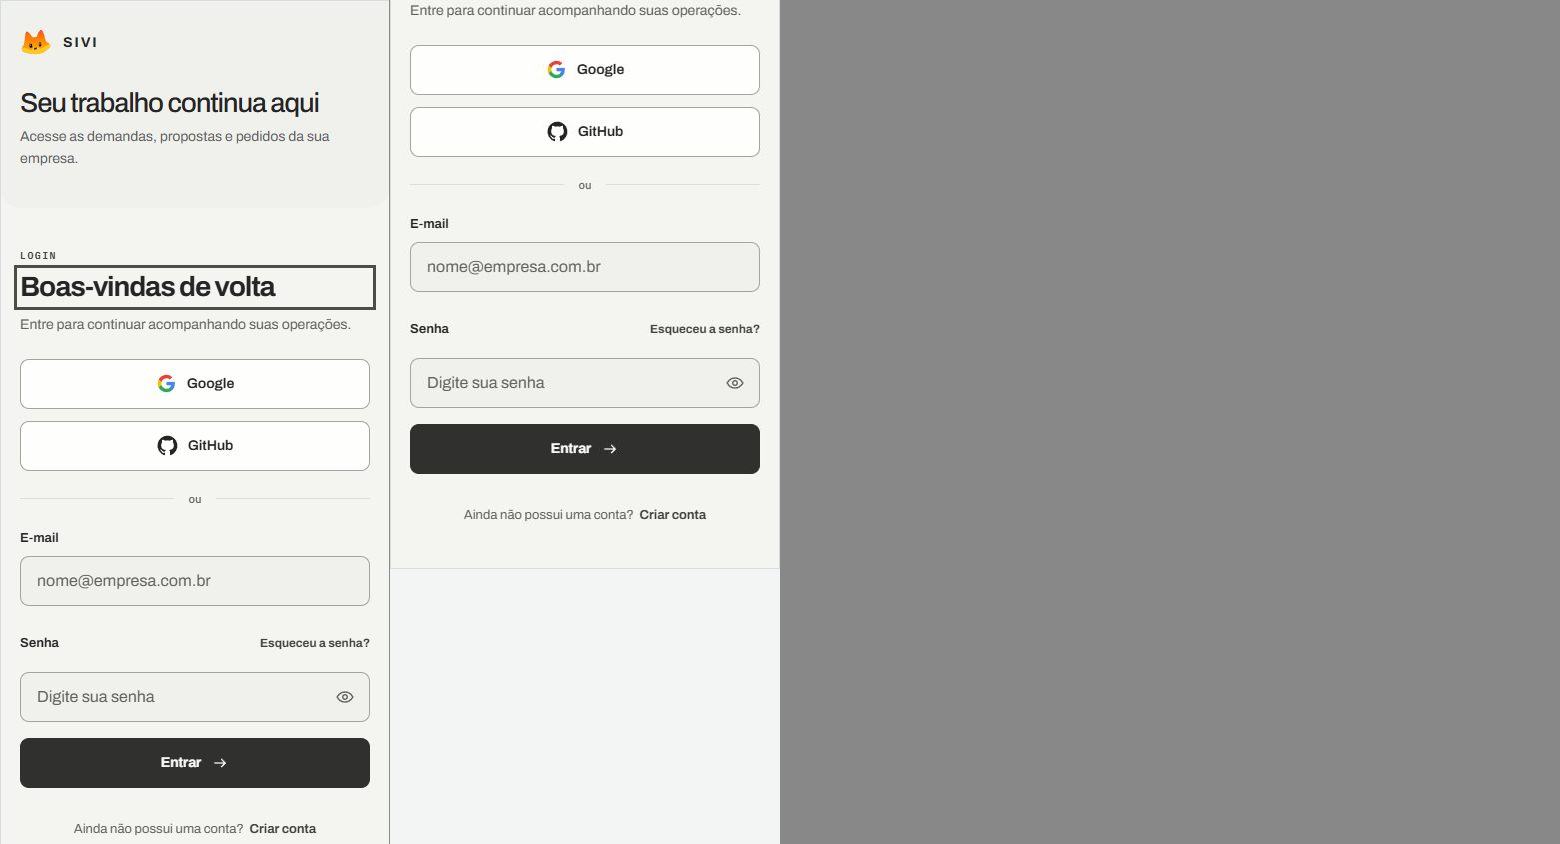 SIVI
Seu trabalho continua aqui
Acesse as demandas, propostas e pedidos da sua
empresa.
LOGIN
Boas-vindas de volta
Entre para continuar acompanhando suas operações.
Google
GitHub
ou
E-mail
nome@empresa.com.br
Senha Esqueceu a senha?
Digite sua senha
Entrar →
Ainda não possui uma conta? Criar conta
Entre para continuar acompanhando suas operações.
Google
GitHub
ou
E-mail
nome@empresa.com.br
Senha Esqueceu a senha?
Digite sua senha
Entrar →
Ainda não possui uma conta? Criar conta